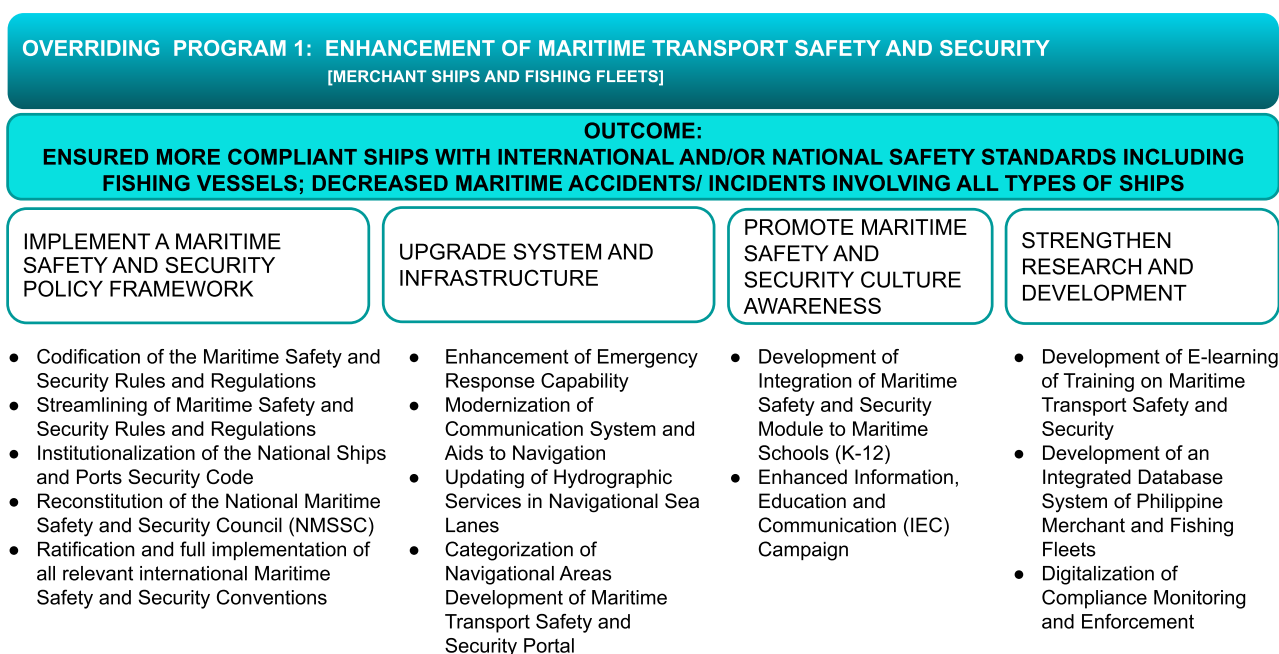 OVERRIDING PROGRAM 1: ENHANCEMENT OF MARITIME TRANSPORT SAFETY AND SECURITY
[MERCHANT SHIPS AND FISHING FLEETS]
OUTCOME:
ENSURED MORE COMPLIANT SHIPS WITH INTERNATIONAL AND/OR NATIONAL SAFETY STANDARDS INCLUDING
FISHING VESSELS; DECREASED MARITIME ACCIDENTS/ INCIDENTS INVOLVING ALL TYPES OF SHIPS
IMPLEMENT A MARITIME
SAFETY AND SECURITY
POLICY FRAMEWORK
● Codification of the Maritime Safety and
Security Rules and Regulations
● Streamlining of Maritime Safety and
Security Rules and Regulations
● Institutionalization of the National Ships
and Ports Security Code
● Reconstitution of the National Maritime
Safety and Security Council (NMSSC)
● Ratification and full implementation of
all relevant international Maritime
Safety and Security Conventions
UPGRADE SYSTEM AND
INFRASTRUCTURE
● Enhancement of Emergency
Response Capability
● Modernization of
Communication System and
Aids to Navigation
● Updating of Hydrographic
Services in Navigational Sea
Lanes
● Categorization of
Navigational Areas
Development of Maritime
Transport Safety and
Security Portal
PROMOTE MARITIME
SAFETY AND
SECURITY CULTURE
AWARENESS
● Development of
Integration of Maritime
Safety and Security
Module to Maritime
Schools (K-12)
● Enhanced Information,
Education and
Communication (IEC)
Campaign
STRENGTHEN
RESEARCH AND
DEVELOPMENT
● Development of E-learning
of Training on Maritime
Transport Safety and
Security
● Development of an
Integrated Database
System of Philippine
Merchant and Fishing
Fleets
● Digitalization of
Compliance Monitoring
and Enforcement